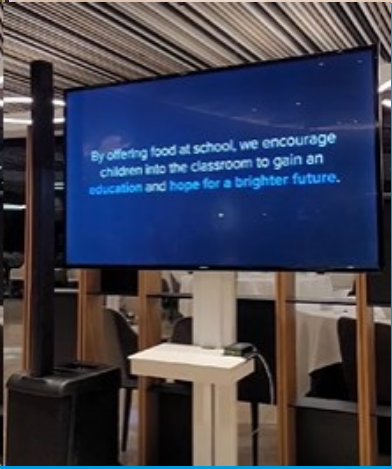 By offering food at school, we encourage
children into the classroom to gain an
education and hope for a brighter future.